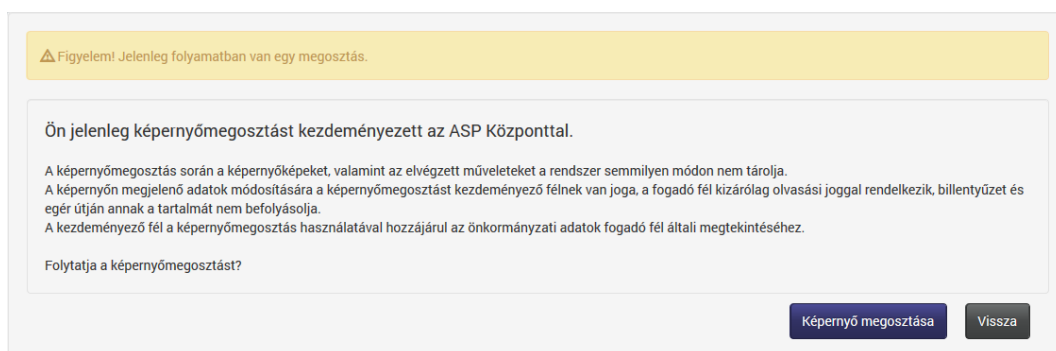 Figyelem! Jelenleg folyamatban van egy megosztás.
Ön jelenleg képernyőmegosztást kezdeményezett az ASP Központtal.
A képernyőmegosztás során a képernyőképeket, valamint az elvégzett műveleteket a rendszer semmilyen módon nem tárolja.
A képernyőn megjelenő adatok módosítására a képernyőmegosztást kezdeményező félnek van joga, a fogadó fél kizárólag olvasási joggal rendelkezik, billentyűzet és
egér útján annak a tartalmát nem befolyásolja.
A kezdeményező fél a képernyőmegosztás használatával hozzájárul az önkormányzati adatok fogadó fél általi megtekintéséhez.
Folytatja a képernyőmegosztást?
Képernyő megosztása Vissza